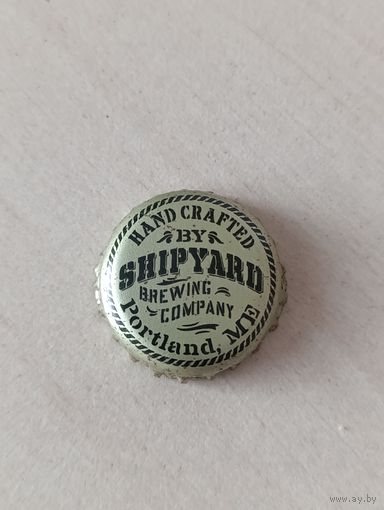 HAND CRAFTED
BY
SHIPYARD
BREWING
COMPANY
Portland, ME
www.ay.by